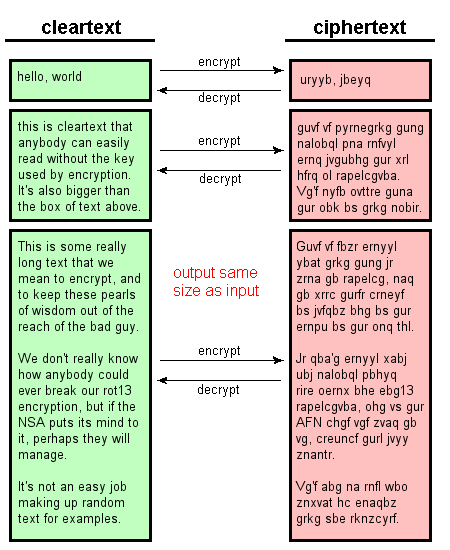 cleartext
ciphertext
hello, world
encrypt
decrypt
uryyb, jbeyq
this is cleartext that
anybody can easily
read without the key
used by encryption.
It's also bigger than
the box of text above.
encrypt
decrypt
guvf vf pyrnegrkg gung
nalobql pna rnfvyl
ernq jvgubhg gur xrl
hfrq ol rapelcgvba.
Vg'f nyfb ovttre guna
gur obk bs grkg nobir.
This is some really
long text that we
mean to encrypt, and
to keep these pearls
of wisdom out of the
reach of the bad guy.
We don't really know
how anybody could
ever break our rot13
encryption, but if the
NSA puts its mind to
it, perhaps they will
manage.
It's not an easy job
making up random
text for examples.
output same
size as input
encrypt
decrypt
Guvf vf fbzr ernyyl
ybat grkg gung jr
zrna gb rapelcg, naq
gb xrrc gurfr crneyf
bs jvfqbz bhg bs gur
ernpu bs gur onq thl.
Jr qba'g ernyyl xabj
ubj nalobql pbhyq
rire oernx bhe ebg13
rapelcgvba, ohg vs gur
AFN chgf vgf zvaq gb
vg, creuncf gurl jvyy
znantr.
Vg'f abg na rnfl wbo
znxvat hc enaqbz
grkg sbe rknzcyrf.